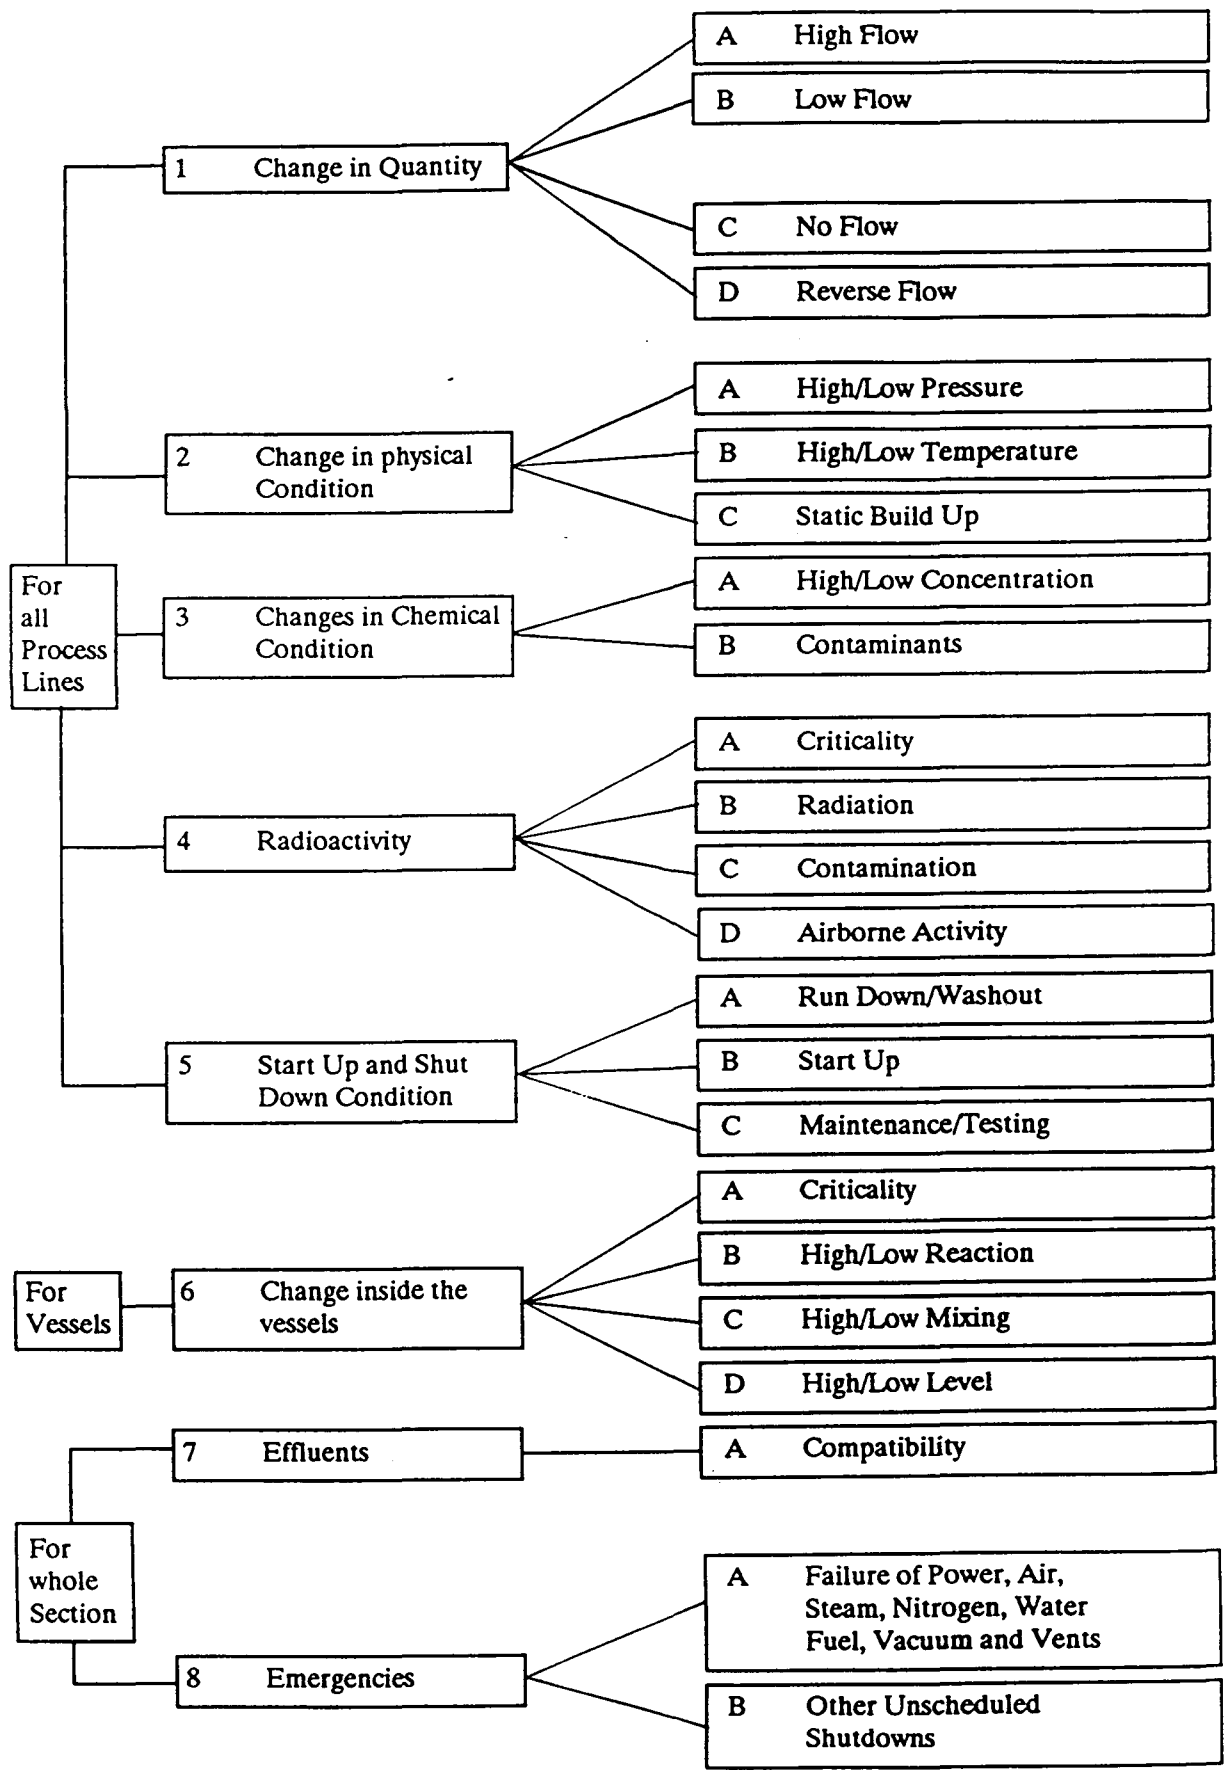 A High Flow
B Low Flow
1 Change in Quantity
C No Flow
D Reverse Flow
A High/Low Pressure
2 Change in physical
Condition
B High/Low Temperature
C Static Build Up
For
all
Process
Lines
3 Changes in Chemical
Condition
A High/Low Concentration
B Contaminants
A Criticality
B Radiation
4 Radioactivity
C Contamination
D Airborne Activity
A Run Down/Washout
5 Start Up and Shut
Down Condition
B Start Up
C Maintenance/Testing
A Criticality
B High/Low Reaction
For
Vessels
6 Change inside the
vessels
C High/Low Mixing
D High/Low Level
7 Effluents
A Compatibility
For
whole
Section
A Failure of Power, Air,
Steam, Nitrogen, Water
Fuel, Vacuum and Vents
8 Emergencies
B Other Unscheduled
Shutdowns